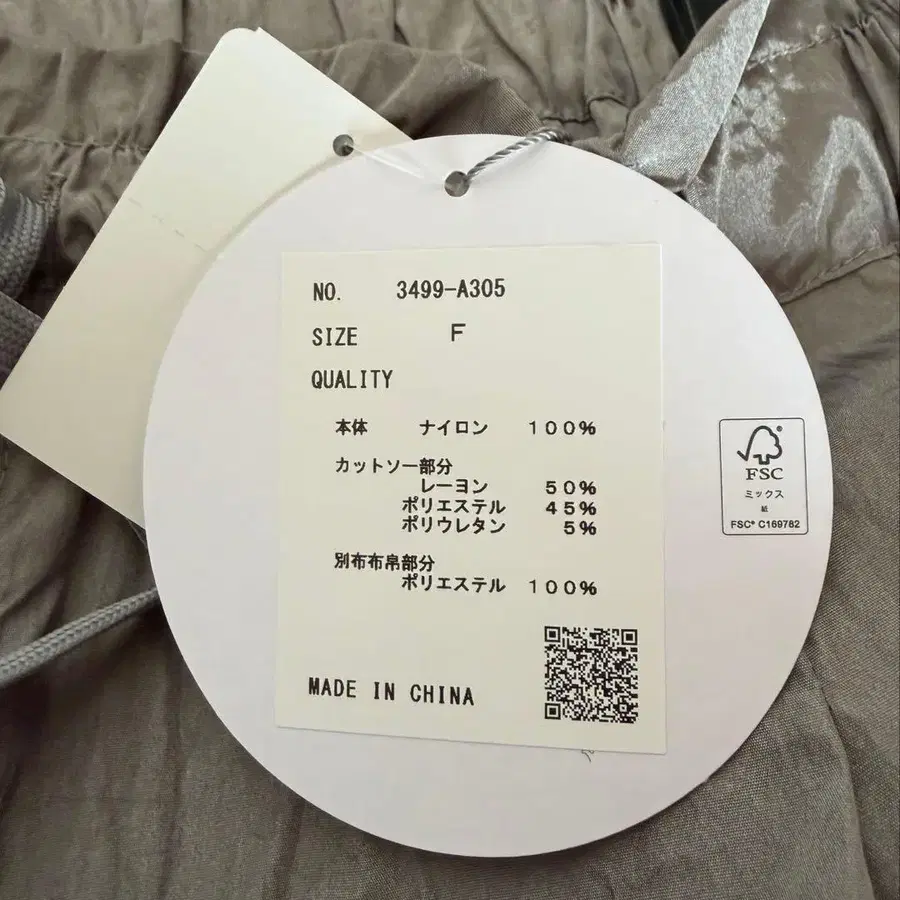 NO. 3499-A305
SIZE F
QUALITY
本体 ナイロン 100%
カットソー部分
レーヨン 50%
ポリエステル 45%
ポリウレタン 5%
別布布帛部分
ポリエステル 100%
MADE IN CHINA
FSC
ミックス
紙
FSC® C169782